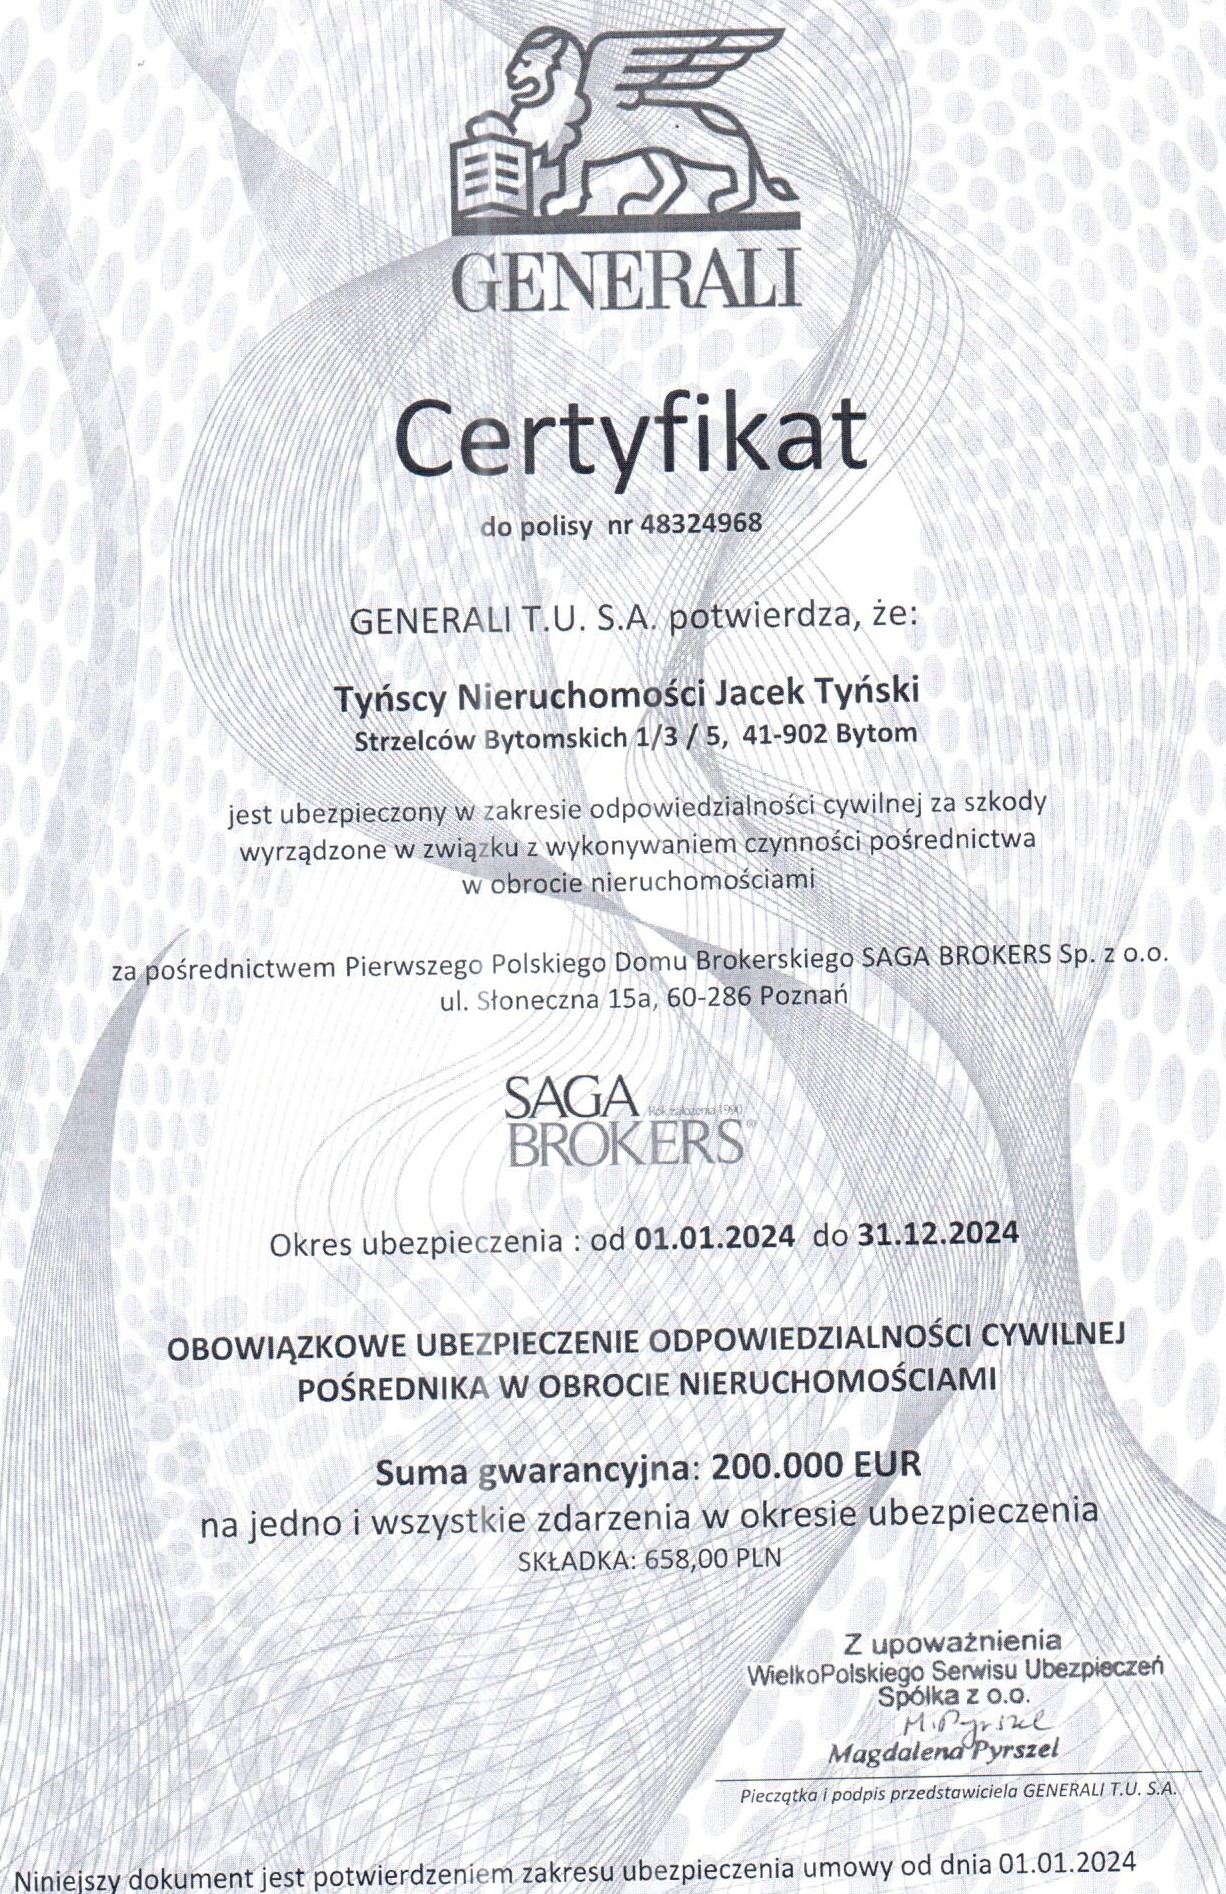 GENERALI
Certyfikat
do polisy nr 48324968
GENERALI T.U. S.A. potwierdza, że:
Tyńscy Nieruchomości Jacek Tyński
Strzelców Bytomskich 1/3 / 5, 41-902 Bytom
jest ubezpieczony w zakresie odpowiedzialności cywilnej za szkody
wyrządzone w związku z wykonywaniem czynności pośrednictwa
w obrocie nieruchomościami
za pośrednictwem Pierwszego Polskiego Domu Brokerskiego SAGA BROKERS Sp. z o.o.
ul. Słoneczna 15a, 60-286 Poznań
SAGA Rok założenia 1990
BROKERS®
Okres ubezpieczenia : od 01.01.2024 do 31.12.2024
OBOWIĄZKOWE UBEZPIECZENIE ODPOWIEDZIALNOŚCI CYWILNEJ
POŚREDNIKA W OBROCIE NIERUCHOMOŚCIAMI
Suma gwarancyjna: 200.000 EUR
na jedno i wszystkie zdarzenia w okresie ubezpieczenia
SKŁADKA: 658,00 PLN
Z upoważnienia
WielkoPolskiego Serwisu Ubezpieczeń
Spółka z o.o.
M. Pyrszel
Magdalena Pyrszel
Pieczątka i podpis przedstawiciela GENERALI T.U. S.A.
Niniejszy dokument jest potwierdzeniem zakresu ubezpieczenia umowy od dnia 01.01.2024